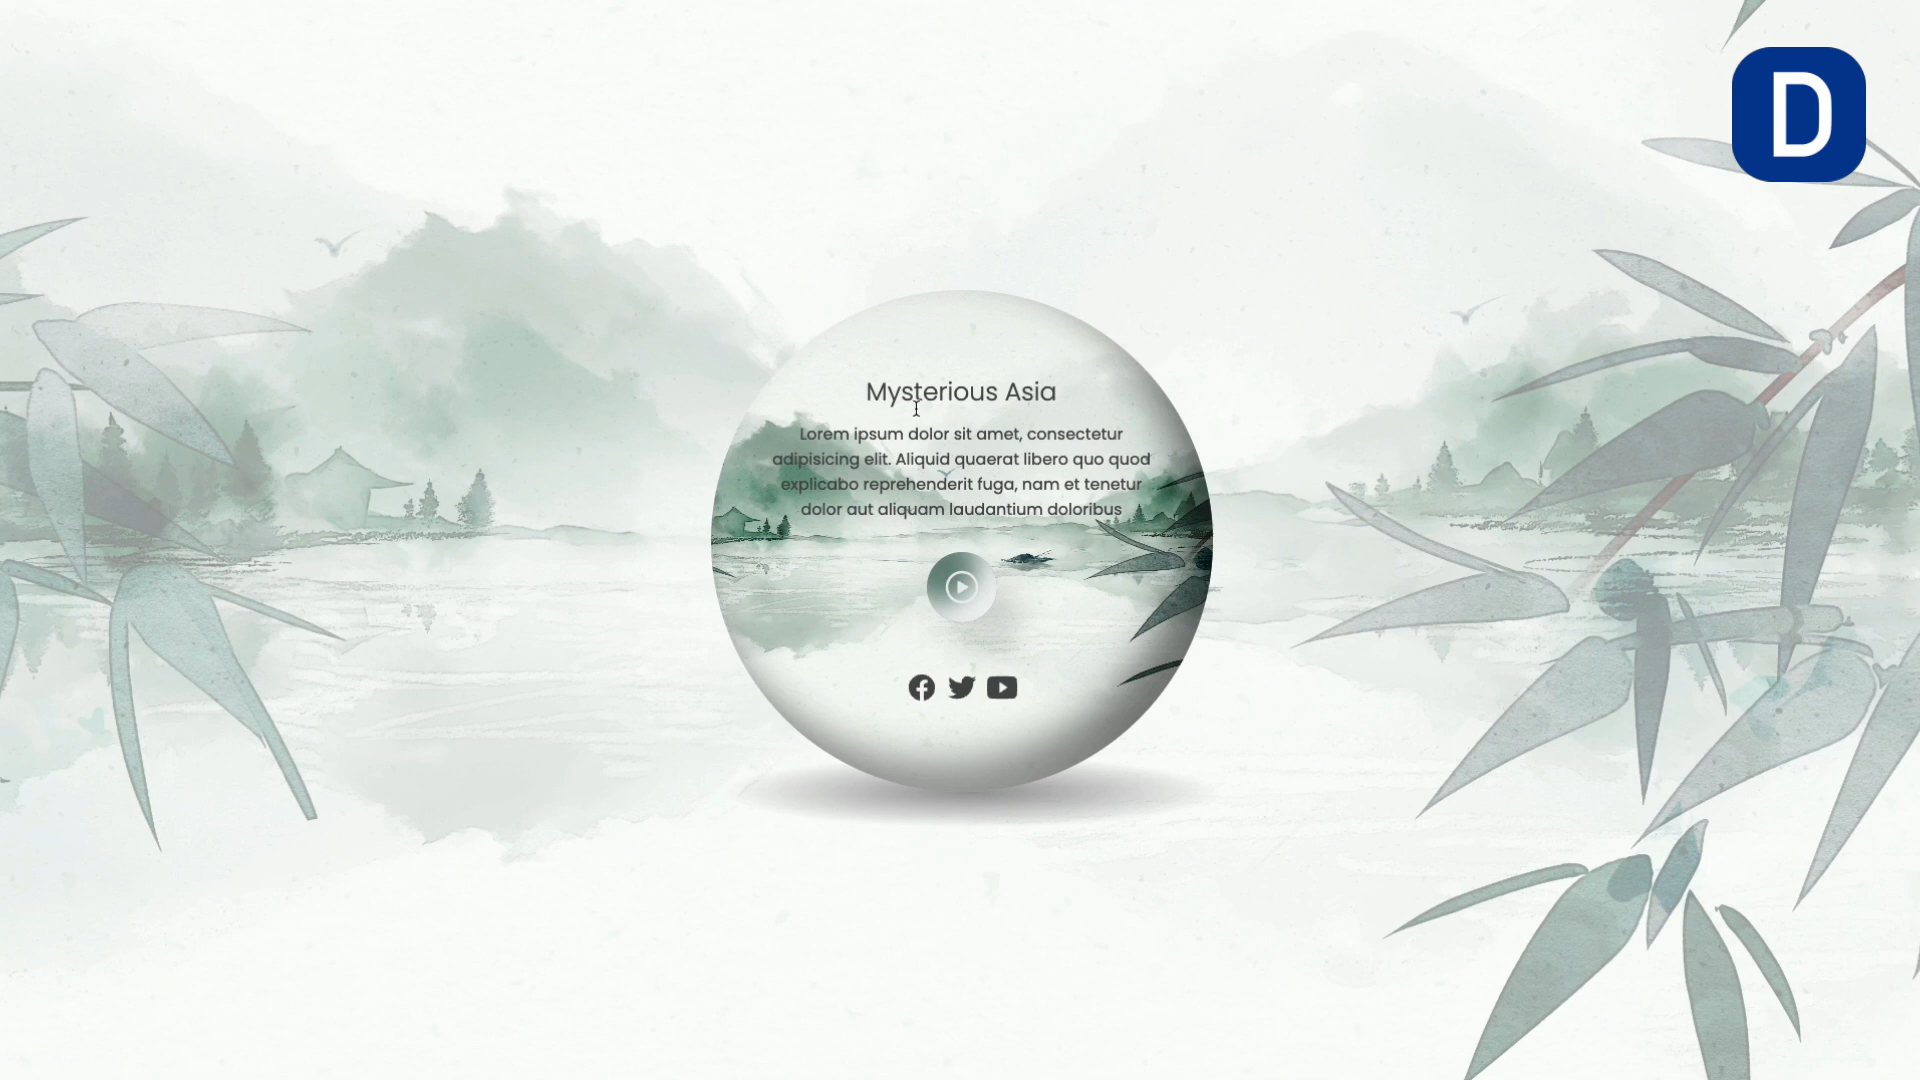 D
Mysterious Asia
Lorem ipsum dolor sit amet, consectetur
adipisicing elit. Aliquid quaerat libero quo quod
explicabo reprehenderit fuga, nam et tenetur
dolor aut aliquam laudantium doloribus